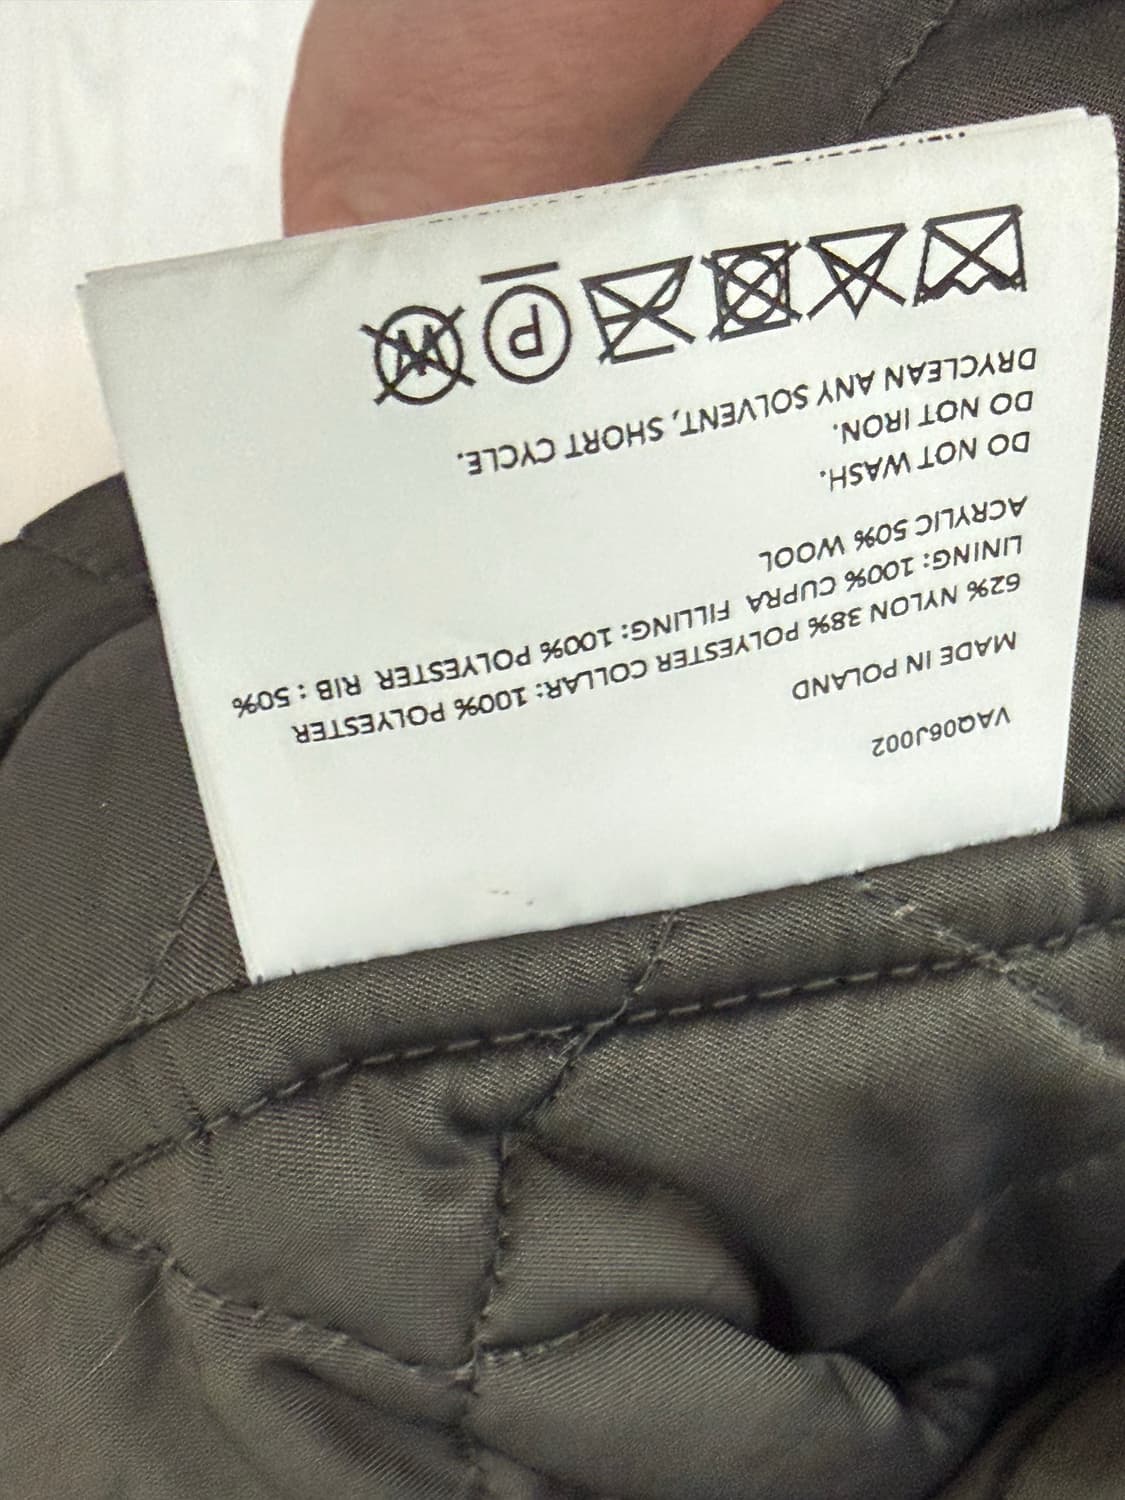 VAQ06J002
MADE IN POLAND
62% NYLON 38% POLYESTER COLLAR: 100% POLYESTER
LINING: 100% CUPRA FILLING: 100% POLYESTER RIB : 50%
ACRYLIC 50% WOOL
DO NOT WASH.
DO NOT IRON.
DRYCLEAN ANY SOLVENT, SHORT CYCLE.
P W